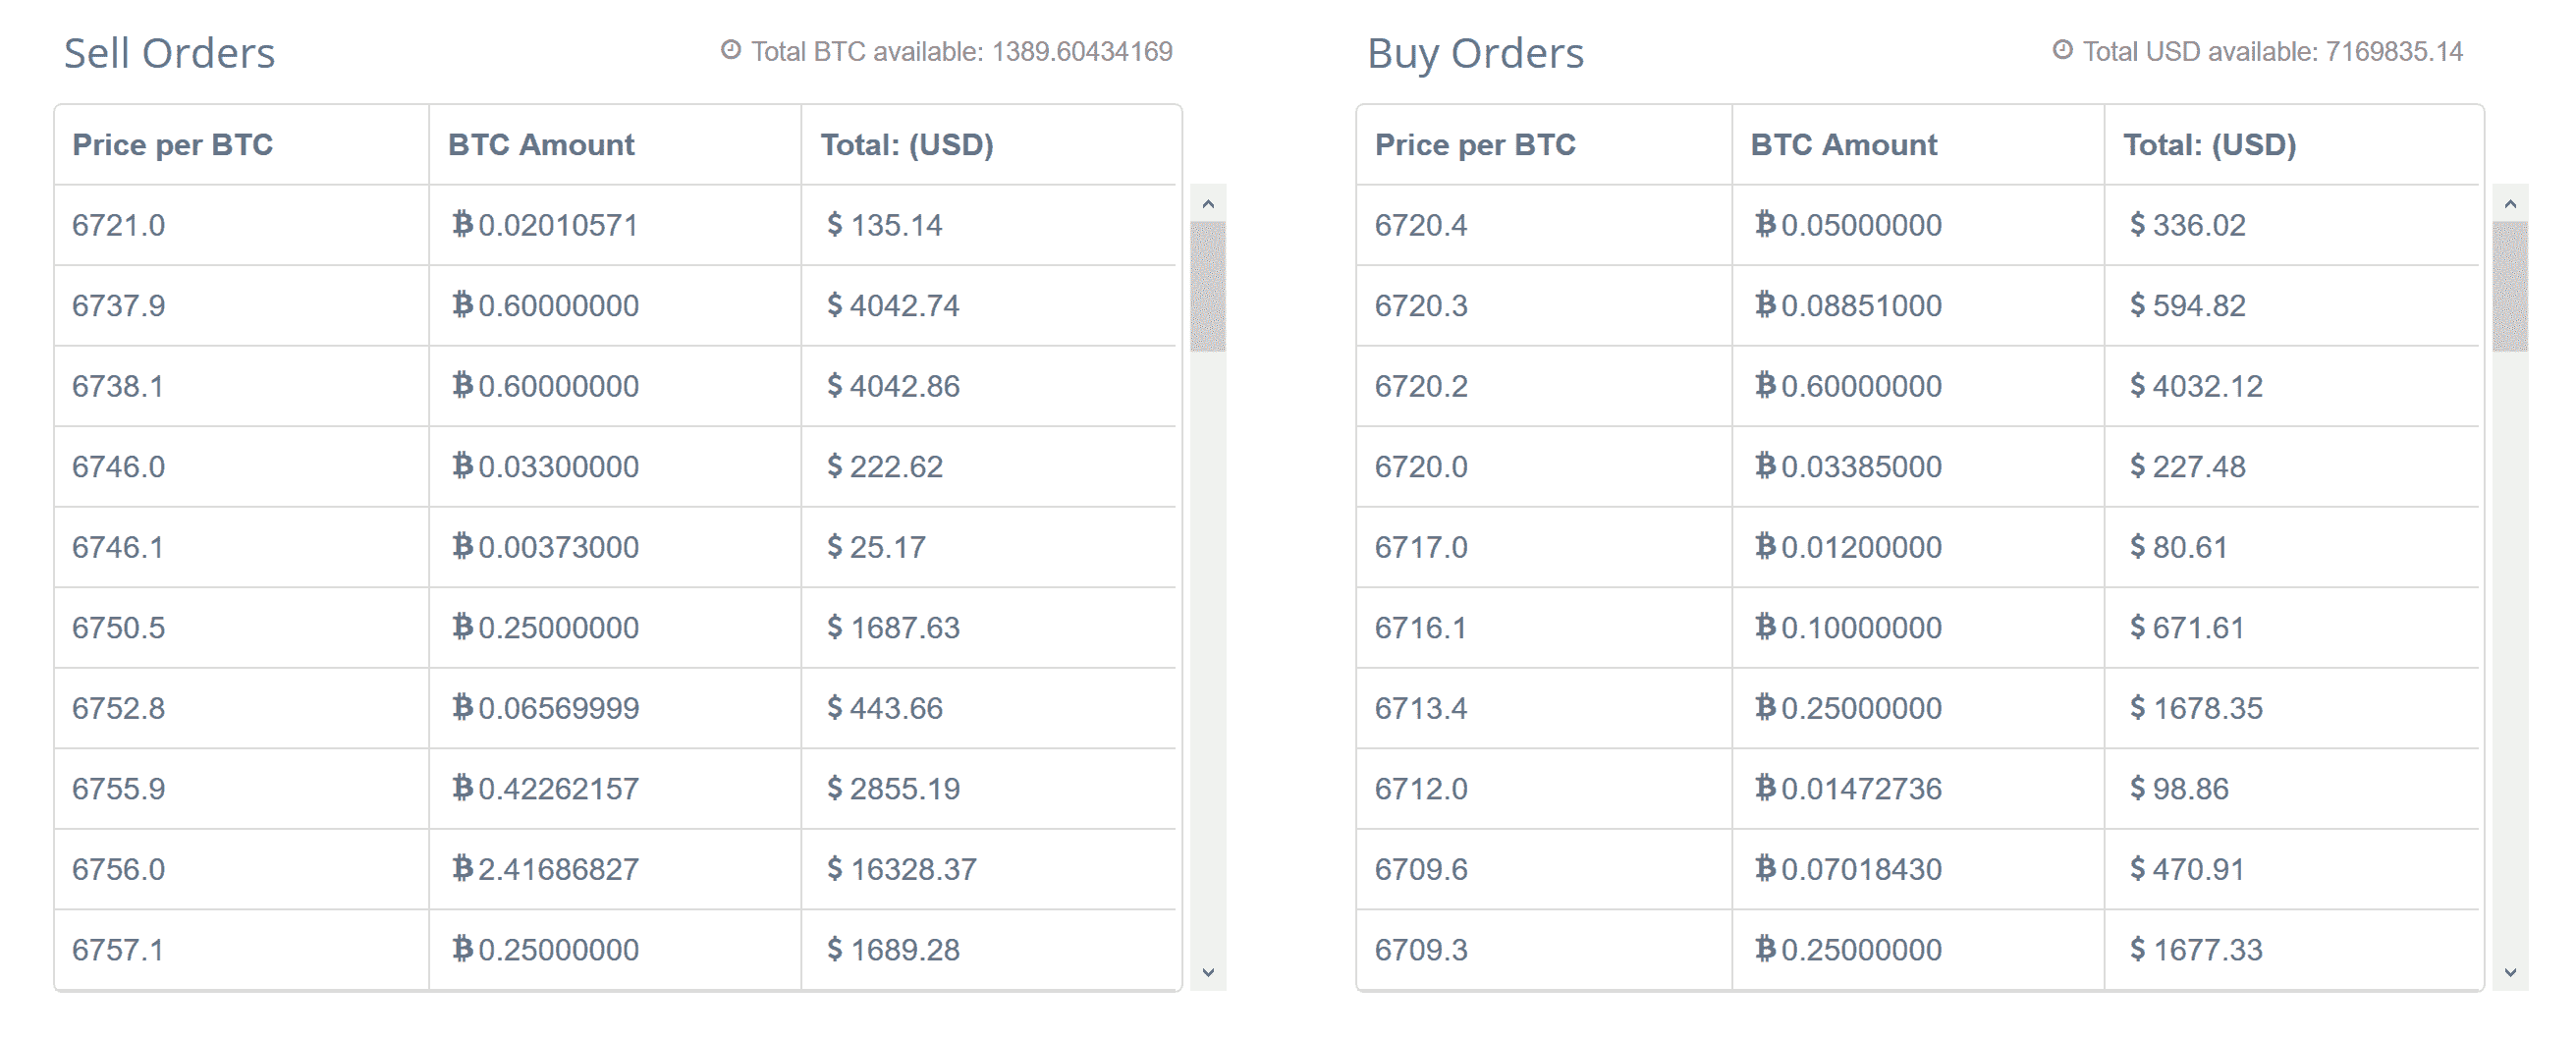 Sell Orders Total BTC available: 1389.60434169
Price per BTC BTC Amount Total: (USD)
6721.0 ₿0.02010571 $ 135.14
6737.9 ₿0.60000000 $ 4042.74
6738.1 ₿0.60000000 $ 4042.86
6746.0 ₿0.03300000 $ 222.62
6746.1 ₿0.00373000 $ 25.17
6750.5 ₿0.25000000 $ 1687.63
6752.8 ₿0.06569999 $ 443.66
6755.9 ₿0.42262157 $ 2855.19
6756.0 ₿2.41686827 $ 16328.37
6757.1 ₿0.25000000 $ 1689.28
Buy Orders Total USD available: 7169835.14
Price per BTC BTC Amount Total: (USD)
6720.4 ₿0.05000000 $ 336.02
6720.3 ₿0.08851000 $ 594.82
6720.2 ₿0.60000000 $ 4032.12
6720.0 ₿0.03385000 $ 227.48
6717.0 ₿0.01200000 $ 80.61
6716.1 ₿0.10000000 $ 671.61
6713.4 ₿0.25000000 $ 1678.35
6712.0 ₿0.01472736 $ 98.86
6709.6 ₿0.07018430 $ 470.91
6709.3 ₿0.25000000 $ 1677.33